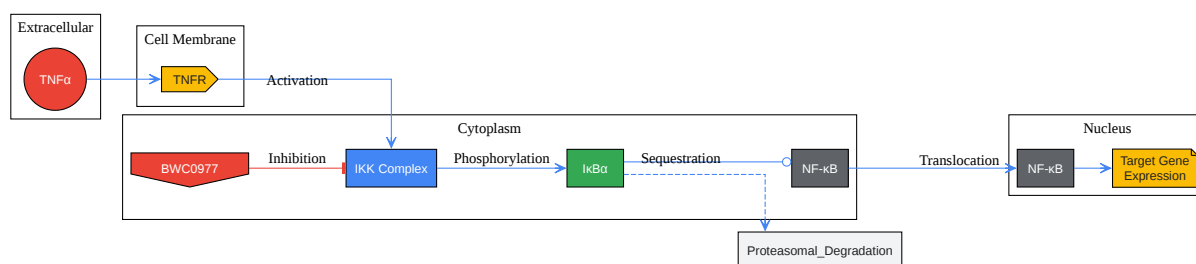 Extracellular
TNFα
Cell Membrane
TNFR
Activation
Cytoplasm
BWC0977
Inhibition
IKK Complex
Phosphorylation
IκBα
Sequestration
NF-κB
Translocation
Nucleus
NF-κB
Target Gene
Expression
Proteasomal_Degradation